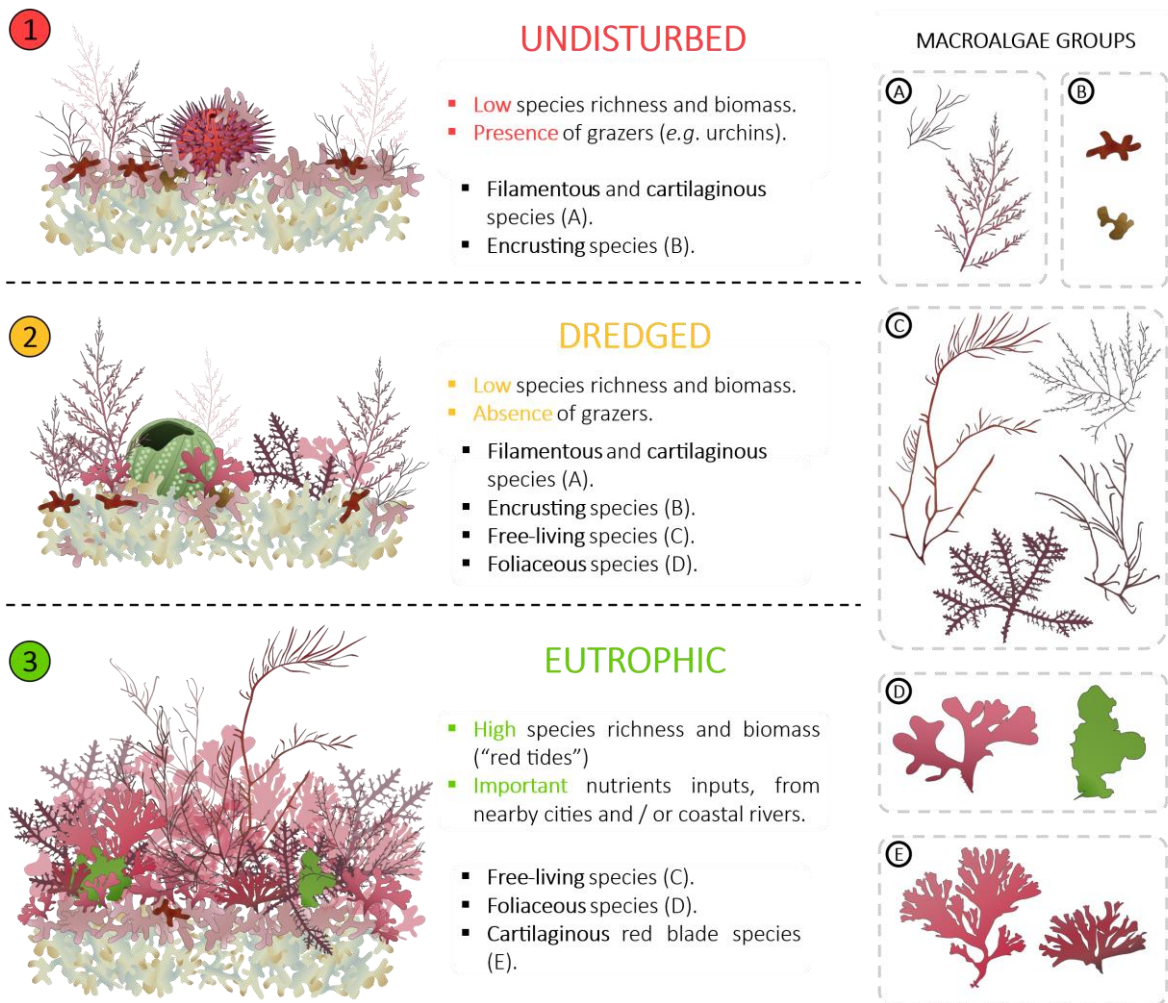 1
UNDISTURBED
▪ Low species richness and biomass.
▪ Presence of grazers (e.g. urchins).
▪ Filamentous and cartilaginous
species (A).
▪ Encrusting species (B).
2
DREDGED
▪ Low species richness and biomass.
▪ Absence of grazers.
▪ Filamentous and cartilaginous
species (A).
▪ Encrusting species (B).
▪ Free-living species (C).
▪ Foliaceous species (D).
3
EUTROPHIC
▪ High species richness and biomass
(“red tides”)
▪ Important nutrients inputs, from
nearby cities and / or coastal rivers.
▪ Free-living species (C).
▪ Foliaceous species (D).
▪ Cartilaginous red blade species
(E).
MACROALGAE GROUPS
A
B
C
D
E